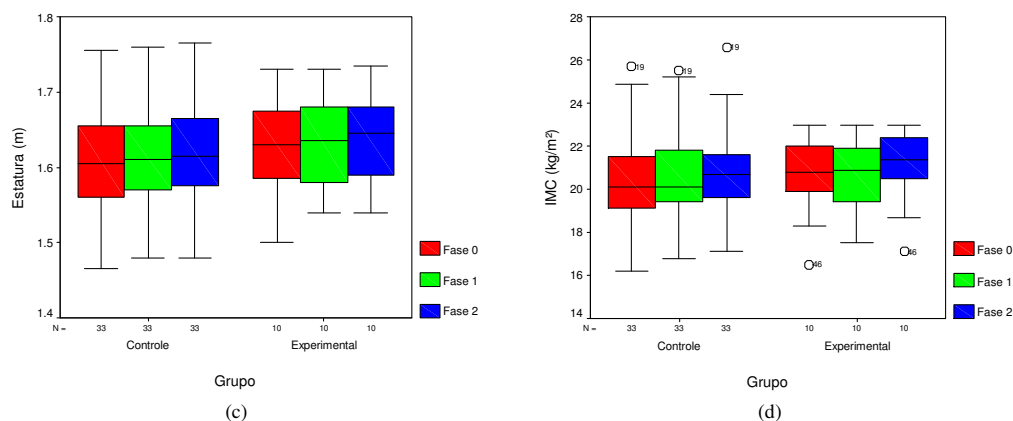 1.8
1.7
1.6
1.5
1.4
Estatura (m)
N =
33
33
33
10
10
10
Controle
Experimental
Grupo
Fase 0
Fase 1
Fase 2
(c)
28
26
24
22
20
18
16
14
IMC (kg/m²)
19
19
19
46
46
N =
33
33
33
10
10
10
Controle
Experimental
Grupo
Fase 0
Fase 1
Fase 2
(d)